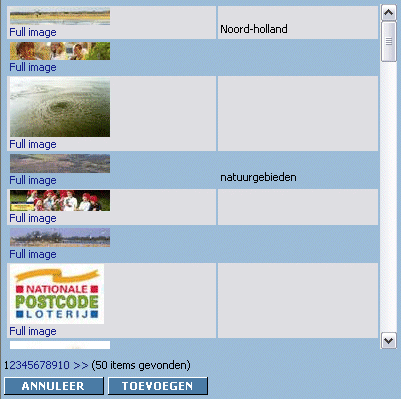 Full image
Noord-holland
Full image
Full image
Full image
natuurgebieden
Full image
Full image
NATIONALE
POSTCODE
LOTERIJ
Full image
12345678910 >> (50 items gevonden)
ANNULEER TOEVOEGEN